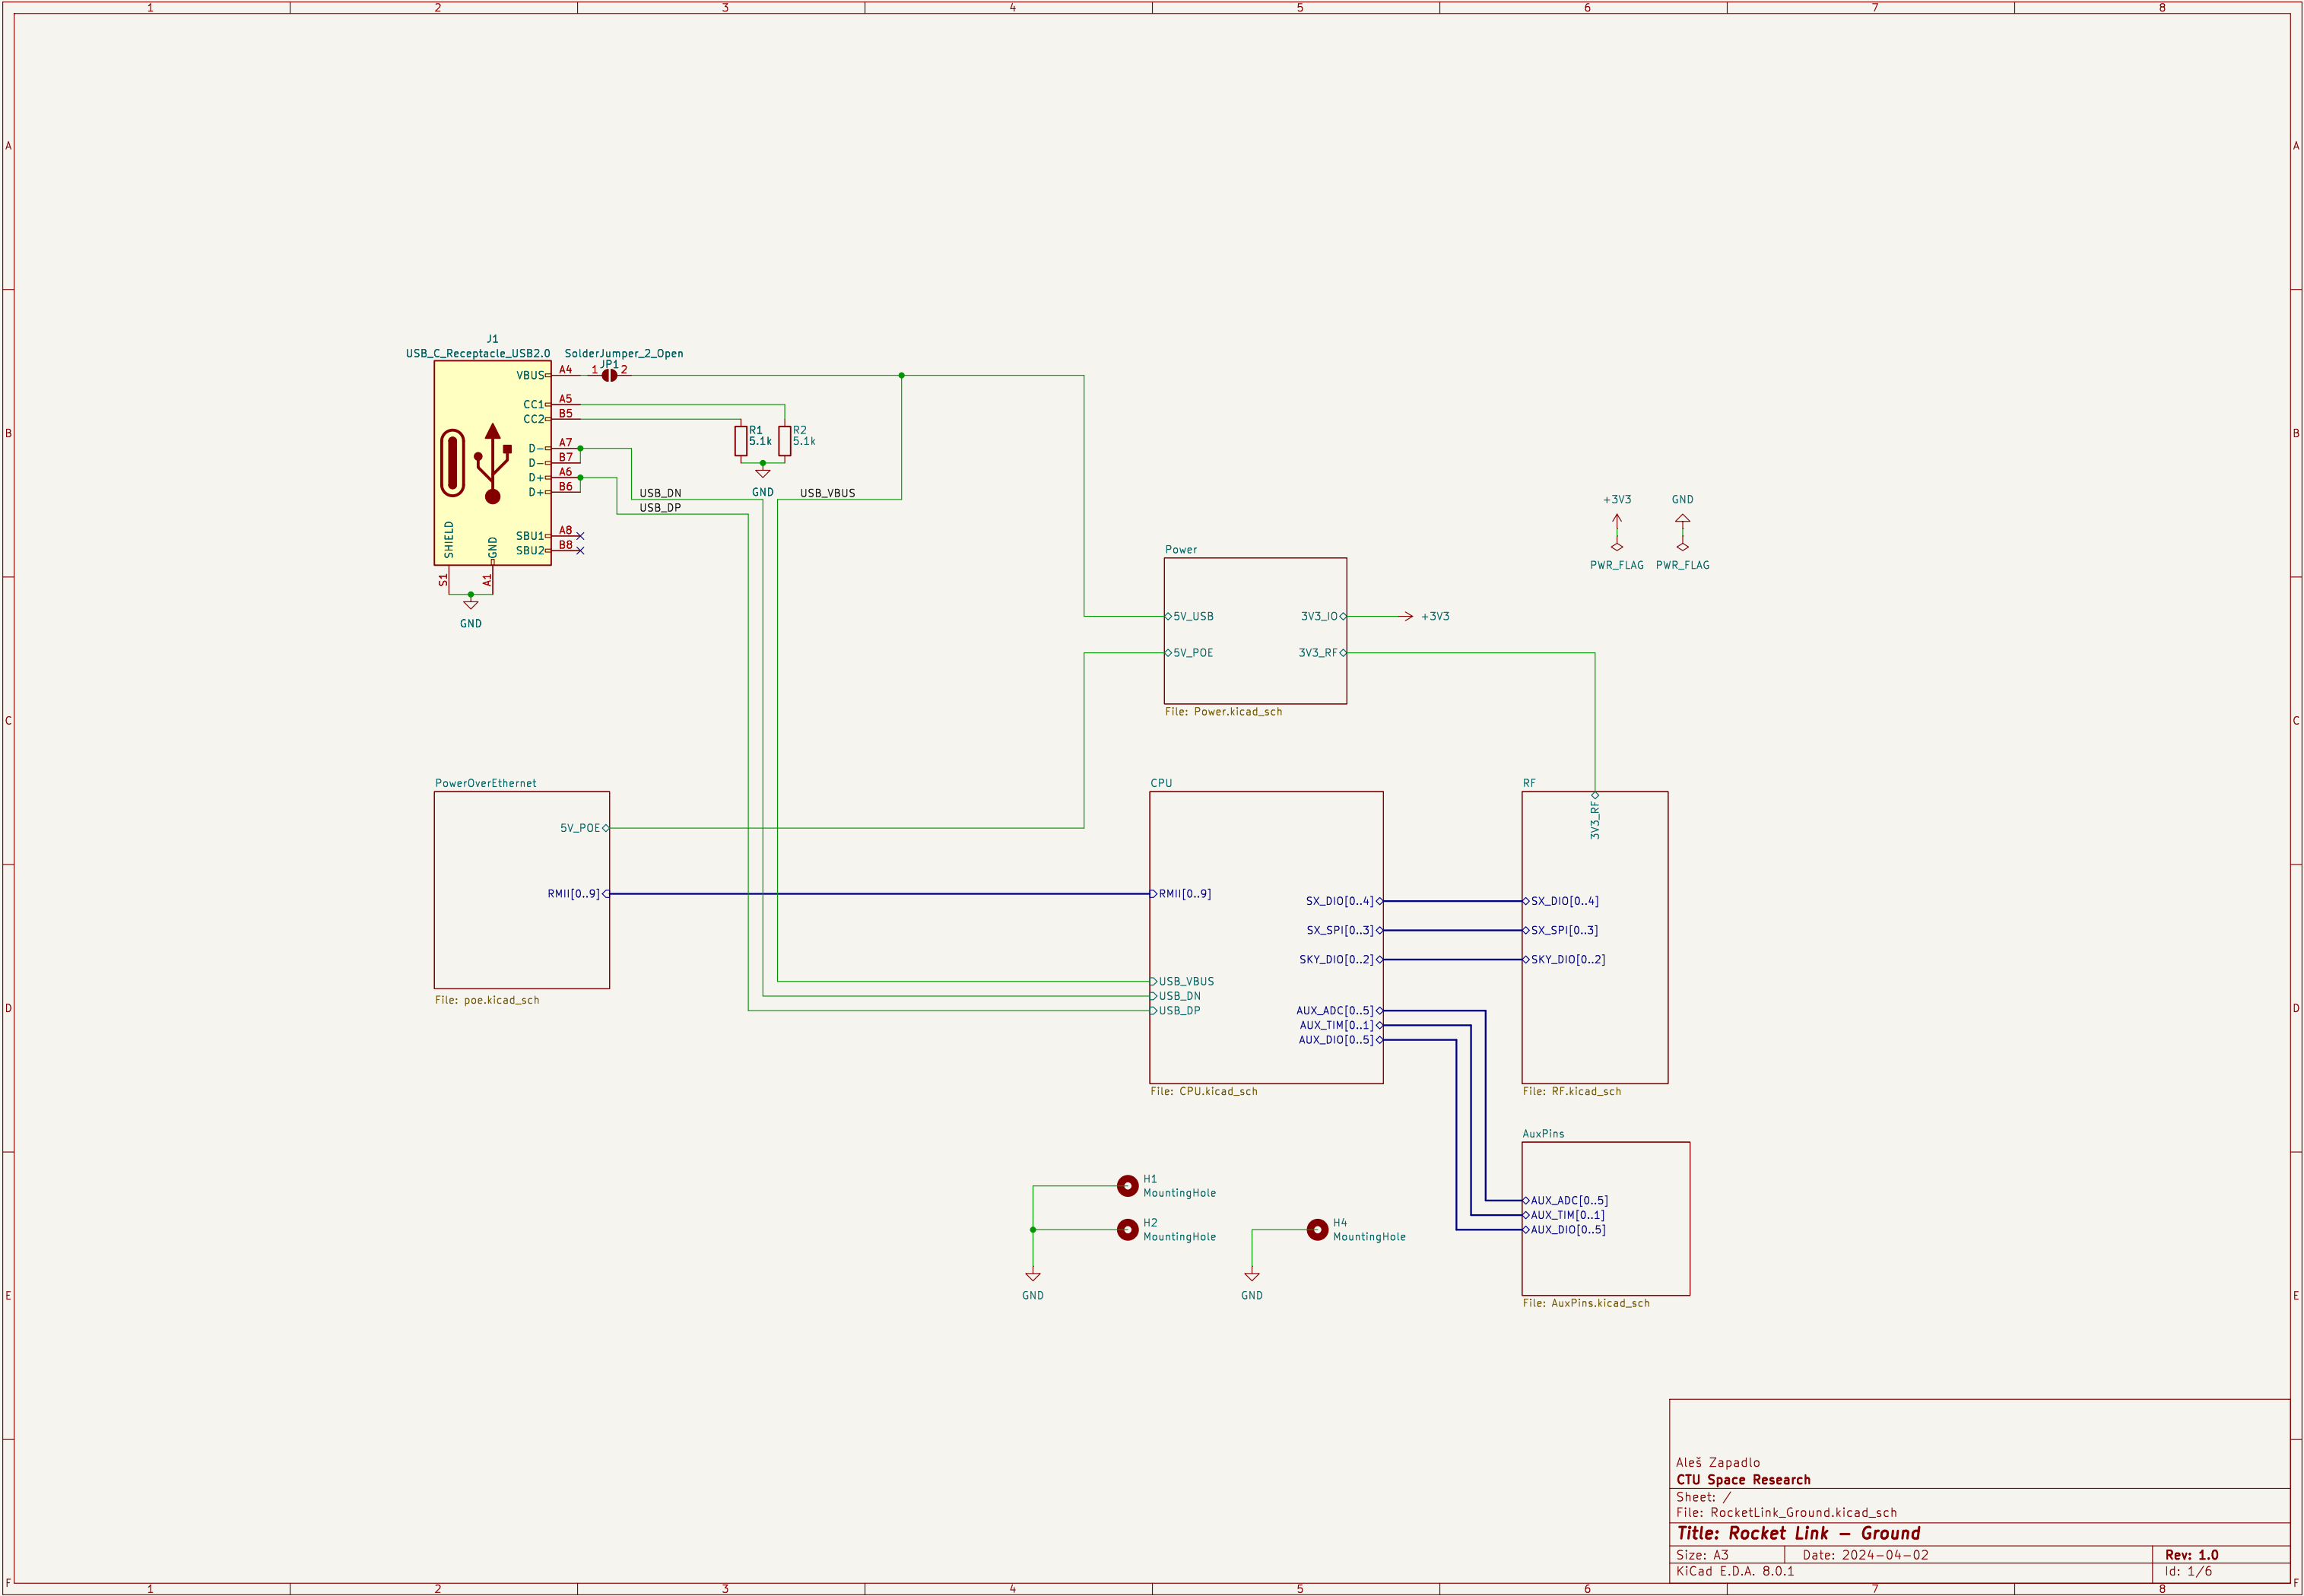 1 2 3 4 5 6 7 8
A A
B B
C C
D D
E E
F F
J1
USB_C_Receptacle_USB2.0
SolderJumper_2_Open
JP1
1 2
VBUS A4
CC1 A5
CC2 B5
D- A7
D- B7
D+ A6
D+ B6
SBU1 A8
SBU2 B8
SHIELD
GND
S1
A1
GND
R1
5.1k
R2
5.1k
GND
USB_DN
USB_DP
USB_VBUS
+3V3
GND
PWR_FLAG
PWR_FLAG
Power
5V_USB
5V_POE
3V3_IO
3V3_RF
+3V3
File: Power.kicad_sch
PowerOverEthernet
5V_POE
RMII[0..9]
File: poe.kicad_sch
CPU
RMII[0..9]
USB_VBUS
USB_DN
USB_DP
SX_DIO[0..4]
SX_SPI[0..3]
SKY_DIO[0..2]
AUX_ADC[0..5]
AUX_TIM[0..1]
AUX_DIO[0..5]
File: CPU.kicad_sch
RF
3V3_RF
SX_DIO[0..4]
SX_SPI[0..3]
SKY_DIO[0..2]
File: RF.kicad_sch
AuxPins
AUX_ADC[0..5]
AUX_TIM[0..1]
AUX_DIO[0..5]
File: AuxPins.kicad_sch
H1
MountingHole
H2
MountingHole
H4
MountingHole
GND
GND
Aleš Zapadlo
CTU Space Research
Sheet: /
File: RocketLink_Ground.kicad_sch
Title: Rocket Link – Ground
Size: A3 Date: 2024-04-02 Rev: 1.0
KiCad E.D.A. 8.0.1 Id: 1/6
1 2 3 4 5 6 7 8